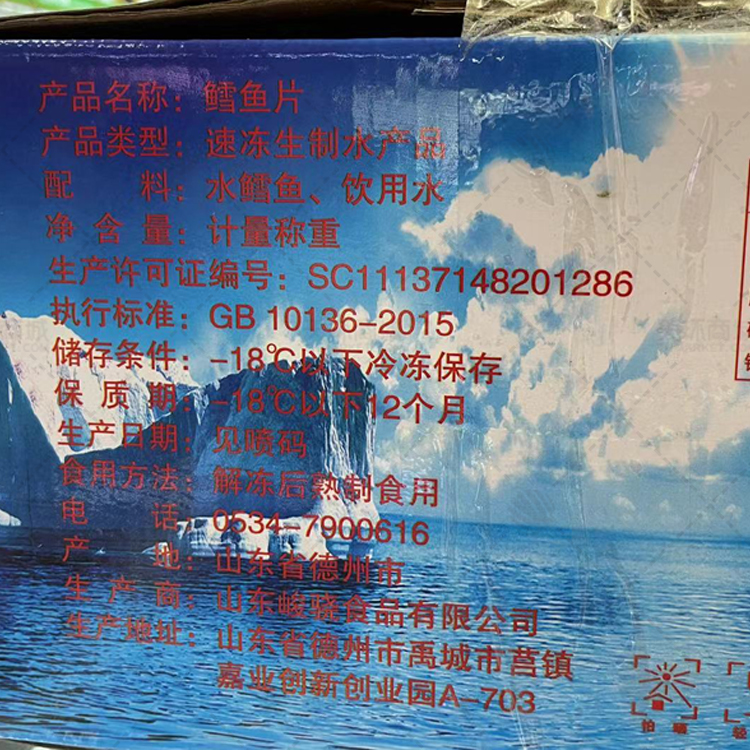 产品名称：鳕鱼片
产品类型：速冻生制水产品
配 料：水鳕鱼、饮用水
净 含 量：计量称重
生产许可证编号：SC11137148201286
执行标准：GB 10136-2015
储存条件：-18℃以下冷冻保存
保 质 期：-18℃以下12个月
生产日期：见喷码
食用方法：解冻后熟制食用
电 话：0534-7900616
产 地：山东省德州市
生 产 商：山东峻骁食品有限公司
生产地址：山东省德州市禹城市莒镇
嘉业创新创业园A-703
怕 晒
轻